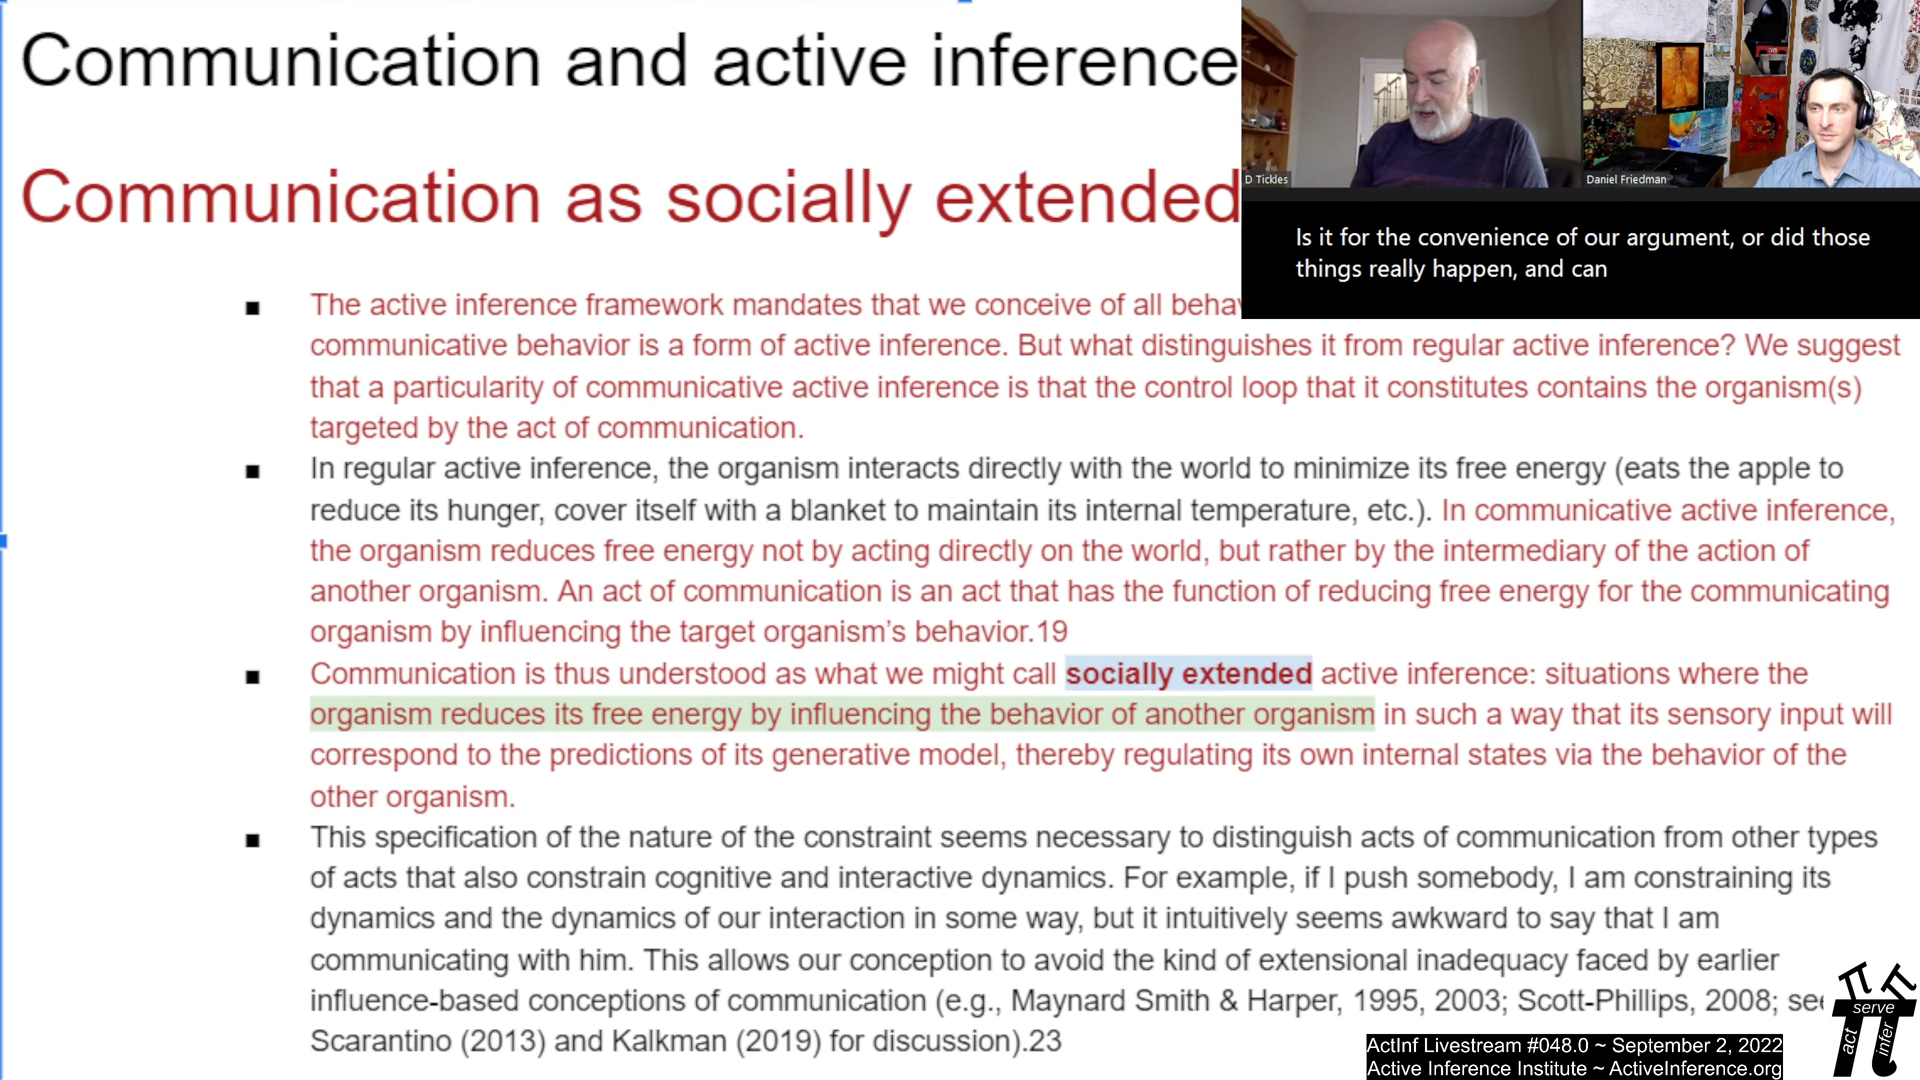 Communication and active inference
Communication as socially extended
D Tickles
Daniel Friedman
Is it for the convenience of our argument, or did those
things really happen, and can
■ The active inference framework mandates that we conceive of all
communicative behavior is a form of active inference. But what distinguishes it from regular active inference? We suggest
that a particularity of communicative active inference is that the control loop that it constitutes contains the organism(s)
targeted by the act of communication.
■ In regular active inference, the organism interacts directly with the world to minimize its free energy (eats the apple to
reduce its hunger, cover itself with a blanket to maintain its internal temperature, etc.). In communicative active inference,
the organism reduces free energy not by acting directly on the world, but rather by the intermediary of the action of
another organism. An act of communication is an act that has the function of reducing free energy for the communicating
organism by influencing the target organism’s behavior.19
■ Communication is thus understood as what we might call socially extended active inference: situations where the
organism reduces its free energy by influencing the behavior of another organism in such a way that its sensory input will
correspond to the predictions of its generative model, thereby regulating its own internal states via the behavior of the
other organism.
■ This specification of the nature of the constraint seems necessary to distinguish acts of communication from other types
of acts that also constrain cognitive and interactive dynamics. For example, if I push somebody, I am constraining its
dynamics and the dynamics of our interaction in some way, but it intuitively seems awkward to say that I am
communicating with him. This allows our conception to avoid the kind of extensional inadequacy faced by earlier
influence-based conceptions of communication (e.g., Maynard Smith & Harper, 1995, 2003; Scott-Phillips, 2008; see
Scarantino (2013) and Kalkman (2019) for discussion).23
serve
act
infer
ActInf Livestream #048.0 ~ September 2, 2022
Active Inference Institute ~ ActiveInference.org